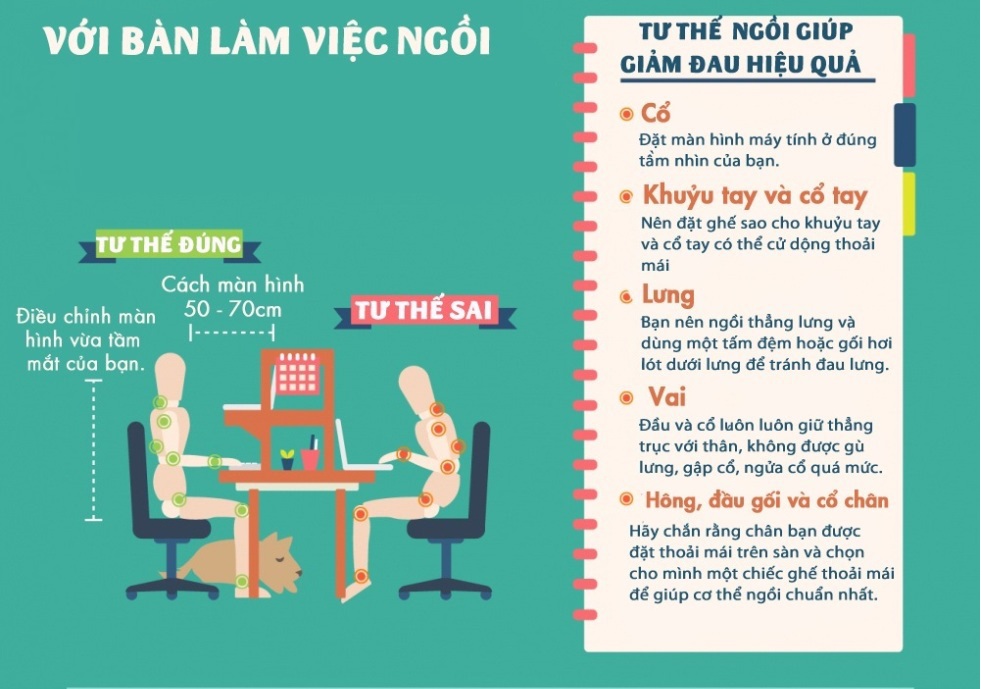 VỚI BÀN LÀM VIỆC NGỒI
TƯ THẾ ĐÚNG
Cách màn hình
50 - 70cm
Điều chỉnh màn
hình vừa tầm
mắt của bạn.
TƯ THẾ SAI
TƯ THẾ NGỒI GIÚP
GIẢM ĐAU HIỆU QUẢ
Cổ
Đặt màn hình máy tính ở đúng
tầm nhìn của bạn.
Khuỷu tay và cổ tay
Nên đặt ghế sao cho khuỷu tay
và cổ tay có thể cử dộng thoải
mái
Lưng
Bạn nên ngồi thẳng lưng và
dùng một tấm đệm hoặc gối hơi
lót dưới lưng để tránh đau lưng.
Vai
Đầu và cổ luôn luôn giữ thẳng
trục với thân, không được gù
lưng, gập cổ, ngửa cổ quá mức.
Hông, đầu gối và cổ chân
Hãy chắn rằng chân bạn được
đặt thoải mái trên sàn và chọn
cho mình một chiếc ghế thoải mái
để giúp cơ thể ngồi chuẩn nhất.